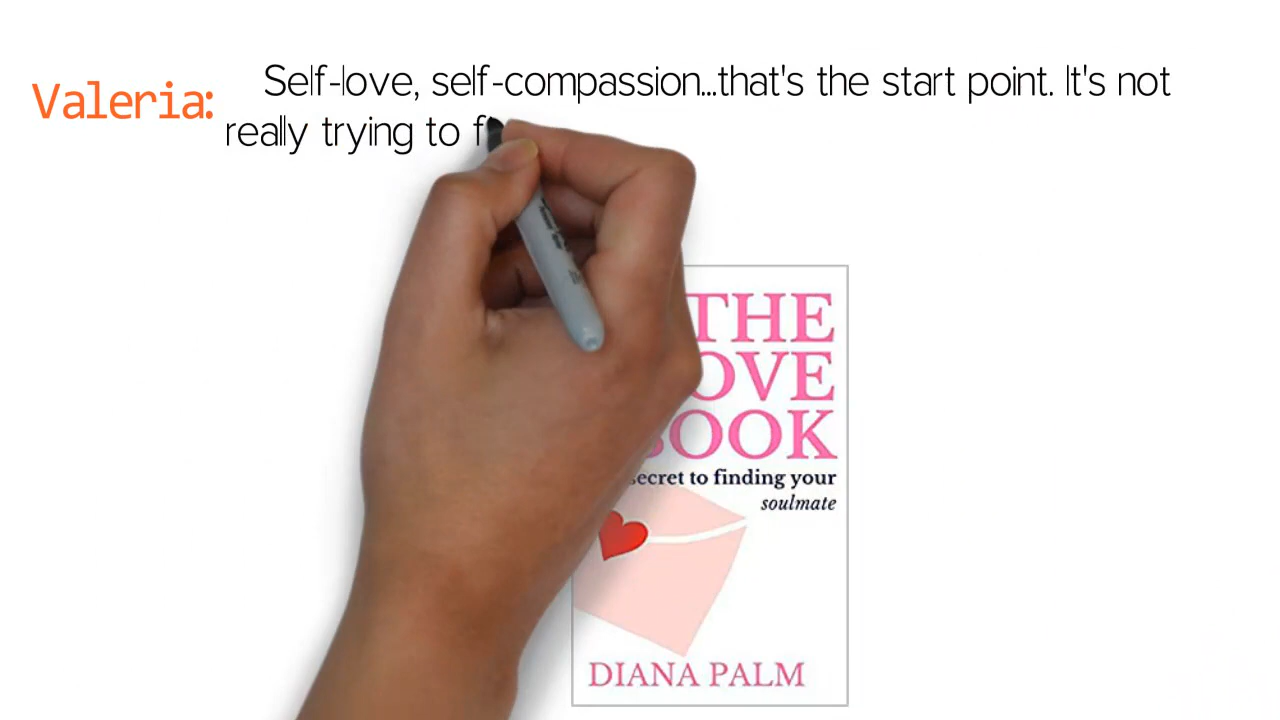 Valeria:
Self-love, self-compassion...that's the start point. It's not
really trying to f
THE
OVE
BOOK
secret to finding your
soulmate
DIANA PALM